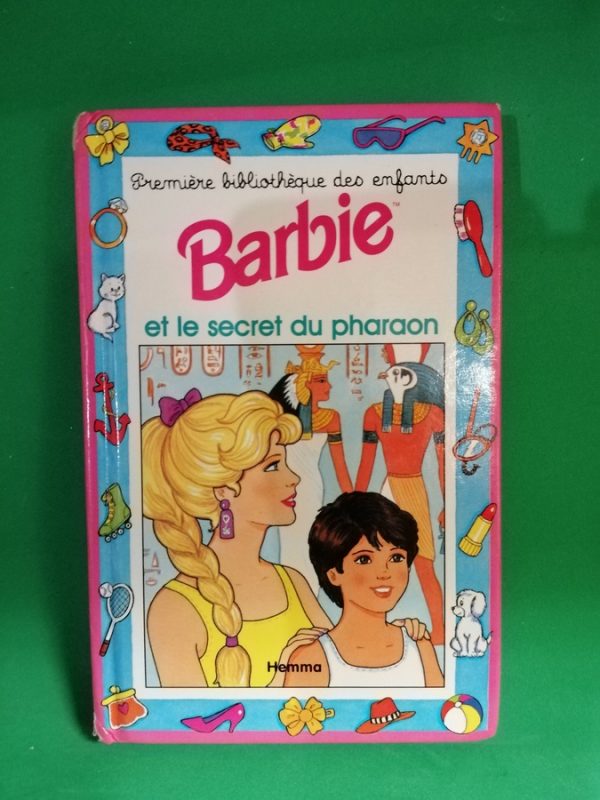 Première bibliothèque des enfants
Barbie™
et le secret du pharaon
Hemma